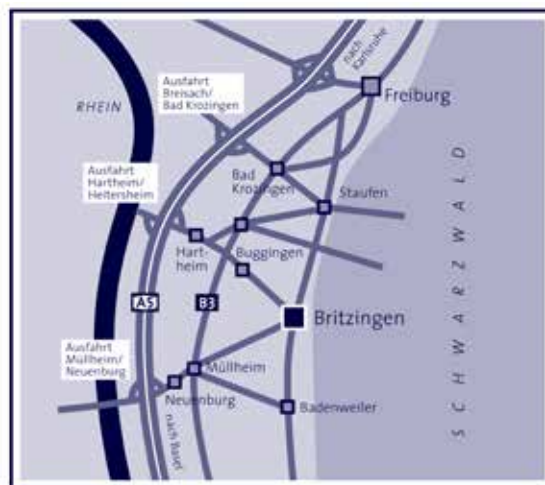 nach
Karlsruhe
Ausfahrt
Breisach/
Bad Krozingen
RHEIN
Freiburg
Bad
Krozingen
Ausfahrt
Hartheim/
Heitersheim
Staufen
Hart-
heim
Buggingen
A5
B3
Britzingen
SCHWARZWALD
Ausfahrt
Müllheim/
Neuenburg
Müllheim
Neuenburg
Badenweiler
nach Basel